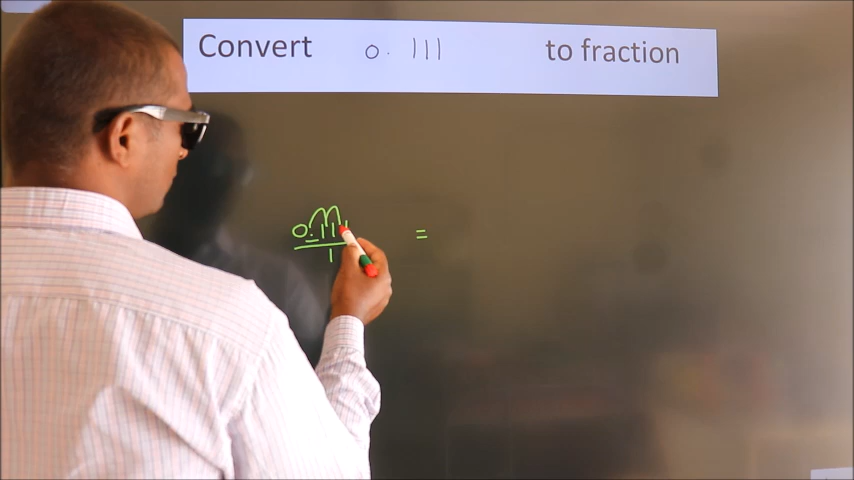 Convert 0.111 to fraction
0.111 =
1